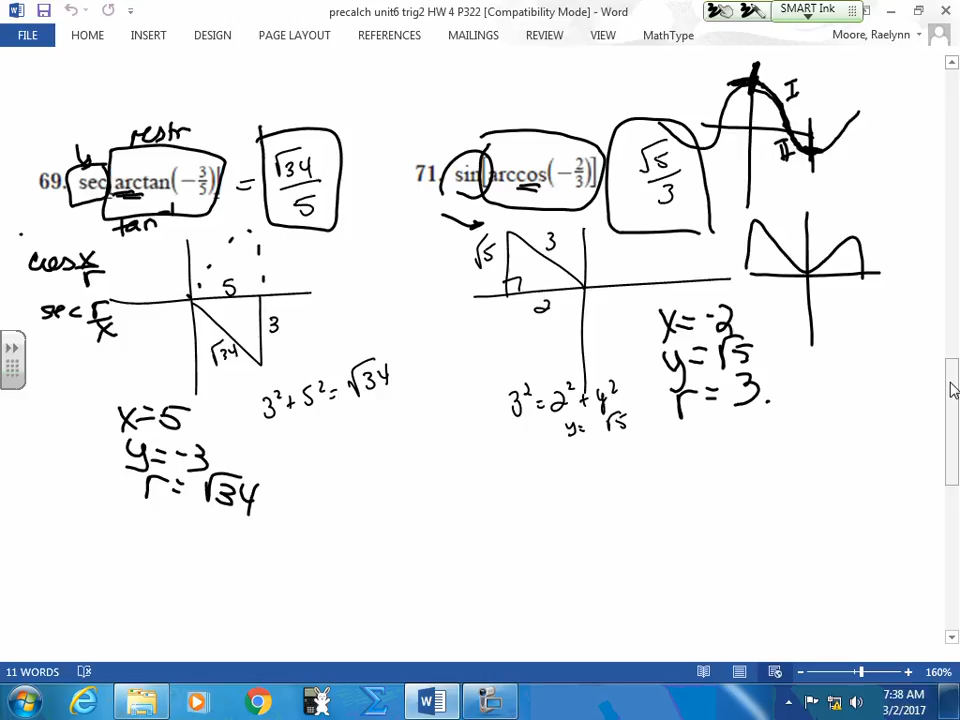 precalch unit6 trig2 HW 4 P322 [Compatibility Mode] - Word
SMART Ink
FILE HOME INSERT DESIGN PAGE LAYOUT REFERENCES MAILINGS REVIEW VIEW MathType Moore, Raelynn
restr
69. sec[arctan(-3/5)] = √34/5
tan⁻¹
71. sin[arccos(-2/3)] √5/3
I
II
x/r
sec r/x
5
3
√34
3² + 5² = √34
x = 5
y = -3
r = √34
√5
3
2
3² = 2² + y²
y = √5
x = -2
y = √5
r = 3.
11 WORDS
160%
7:38 AM
3/2/2017